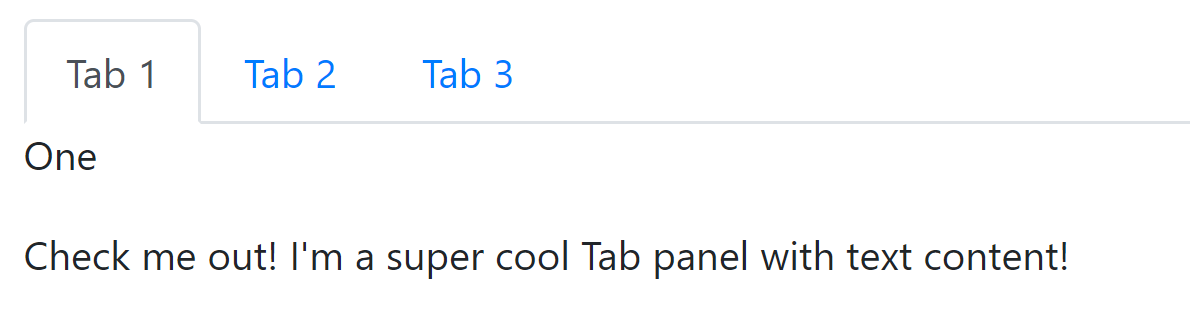 Tab 1 Tab 2 Tab 3
One
Check me out! I'm a super cool Tab panel with text content!